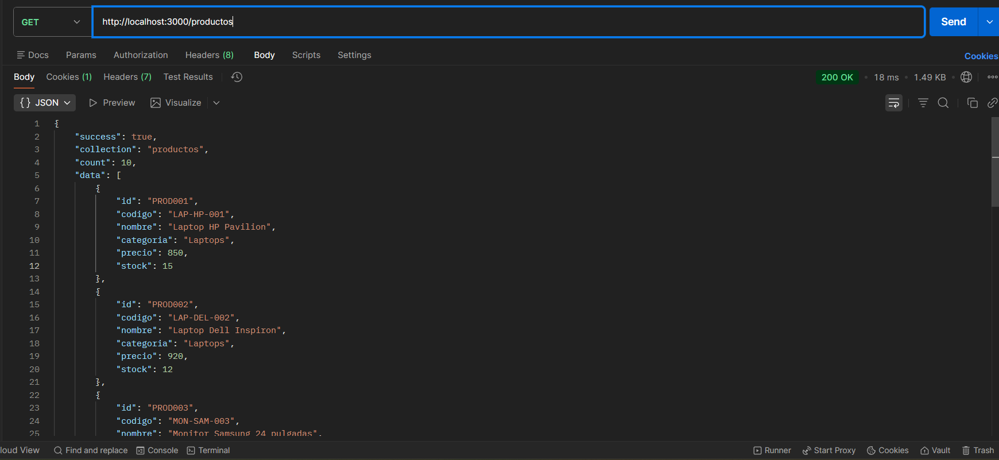 GET http://localhost:3000/productos Send
Docs Params Authorization Headers (8) Body Scripts Settings Cookies
Body Cookies (1) Headers (7) Test Results 200 OK • 18 ms • 1.49 KB •
{} JSON Preview Visualize
1 {
2 "success": true,
3 "collection": "productos",
4 "count": 10,
5 "data": [
6 {
7 "id": "PROD001",
8 "codigo": "LAP-HP-001",
9 "nombre": "Laptop HP Pavilion",
10 "categoria": "Laptops",
11 "precio": 850,
12 "stock": 15
13 },
14 {
15 "id": "PROD002",
16 "codigo": "LAP-DEL-002",
17 "nombre": "Laptop Dell Inspiron",
18 "categoria": "Laptops",
19 "precio": 920,
20 "stock": 12
21 },
22 {
23 "id": "PROD003",
24 "codigo": "MON-SAM-003",
25 "nombre": "Monitor Samsung 24 pulgadas",
loud View Find and replace Console Terminal Runner Start Proxy Cookies Vault Trash